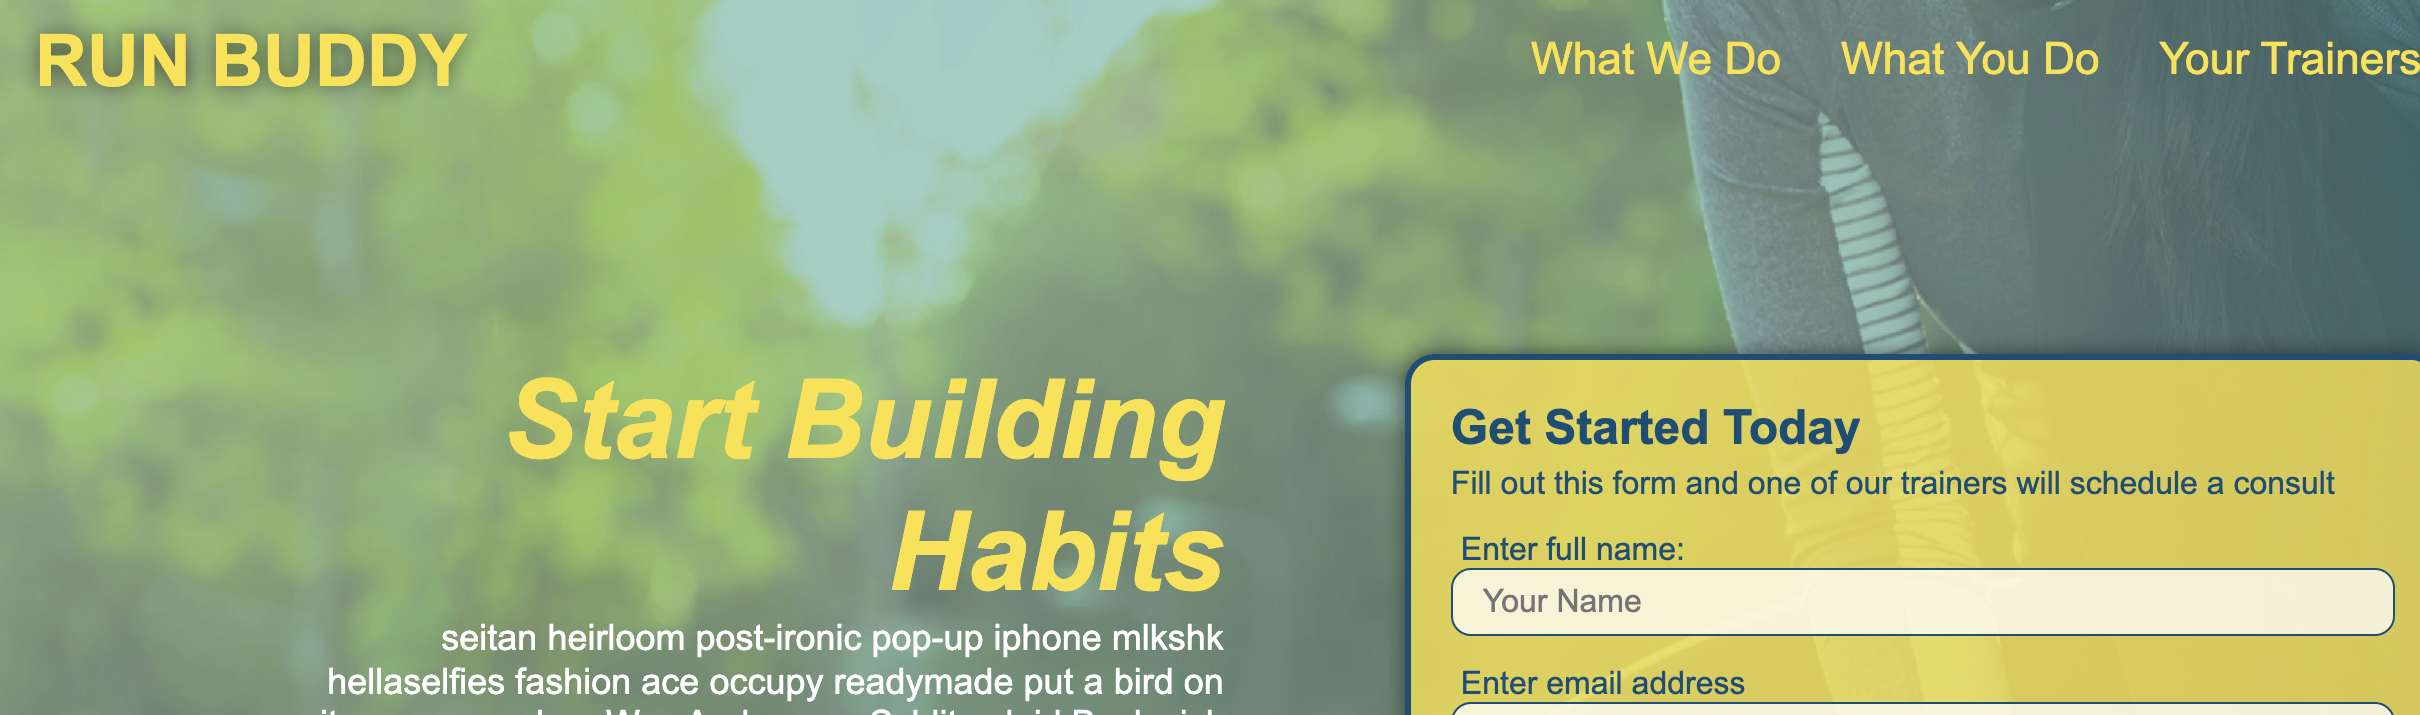 RUN BUDDY
What We Do What You Do Your Trainers
Start Building
Habits
seitan heirloom post-ironic pop-up iphone mlkshk
hellaselfies fashion ace occupy readymade put a bird on
Get Started Today
Fill out this form and one of our trainers will schedule a consult
Enter full name:
Your Name
Enter email address